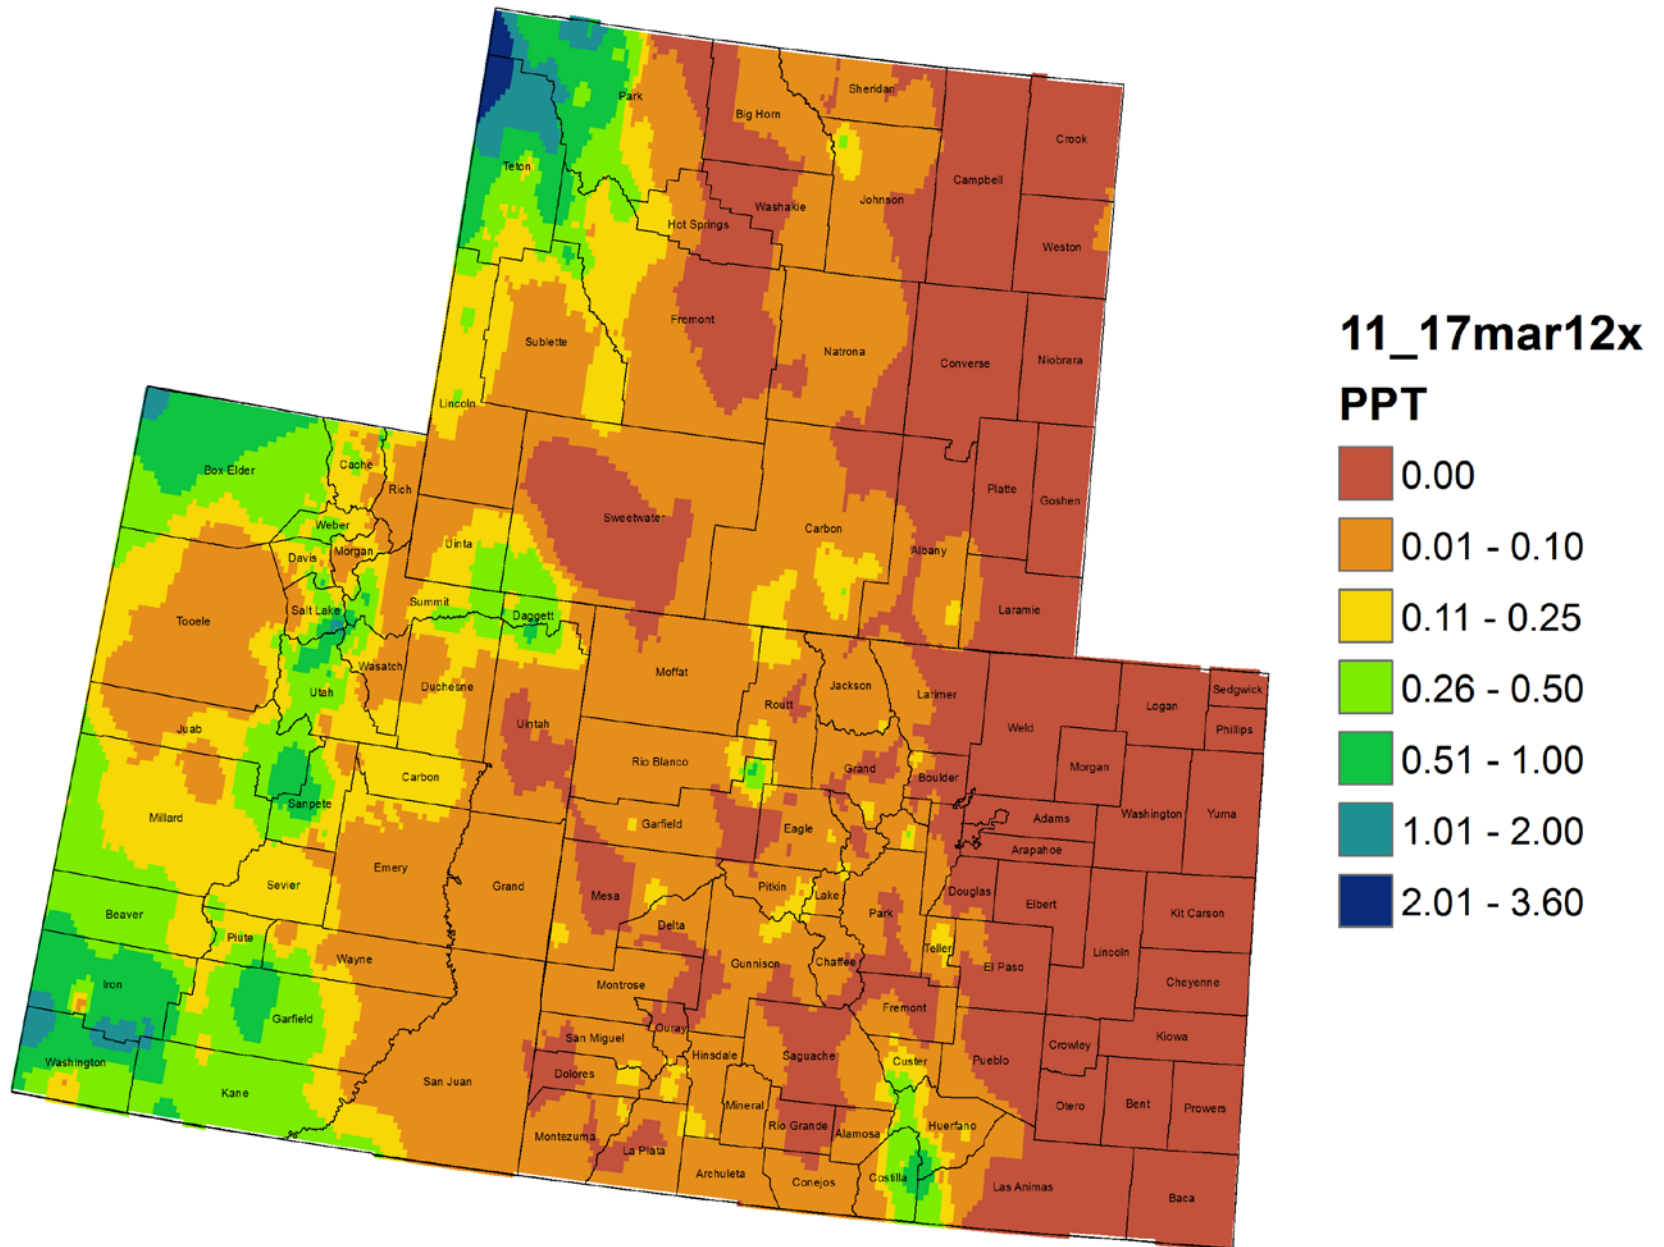 Park
Sheridan
Big Horn
Crook
Teton
Campbell
Johnson
Washakie
Hot Springs
Weston
Fremont
Sublette
Natrona
Converse
Niobrara
Lincoln
Cache
Box Elder
Rich
Platte
Goshen
Sweetwater
Weber
Carbon
Uinta
Morgan
Davis
Albany
Summit
Salt Lake
Daggett
Laramie
Tooele
Wasatch
Moffat
Utah
Duchesne
Jackson
Larimer
Sedgwick
Routt
Logan
Juab
Uintah
Weld
Phillips
Rio Blanco
Grand
Morgan
Carbon
Boulder
Sanpete
Millard
Garfield
Eagle
Adams
Washington
Yuma
Arapahoe
Emery
Sevier
Grand
Mesa
Pitkin
Lake
Douglas
Elbert
Beaver
Delta
Park
Kit Carson
Piute
Teller
Lincoln
Wayne
Gunnison
Chaffee
El Paso
Iron
Montrose
Cheyenne
Garfield
Fremont
Ouray
San Miguel
Kiowa
Crowley
Washington
Hinsdale
Saguache
Custer
Pueblo
Dolores
San Juan
Kane
Mineral
Otero
Bent
Prowers
Rio Grande
Alamosa
Huerfano
Montezuma
La Plata
Archuleta
Conejos
Costilla
Las Animas
Baca
11_17mar12x
PPT
0.00
0.01 - 0.10
0.11 - 0.25
0.26 - 0.50
0.51 - 1.00
1.01 - 2.00
2.01 - 3.60